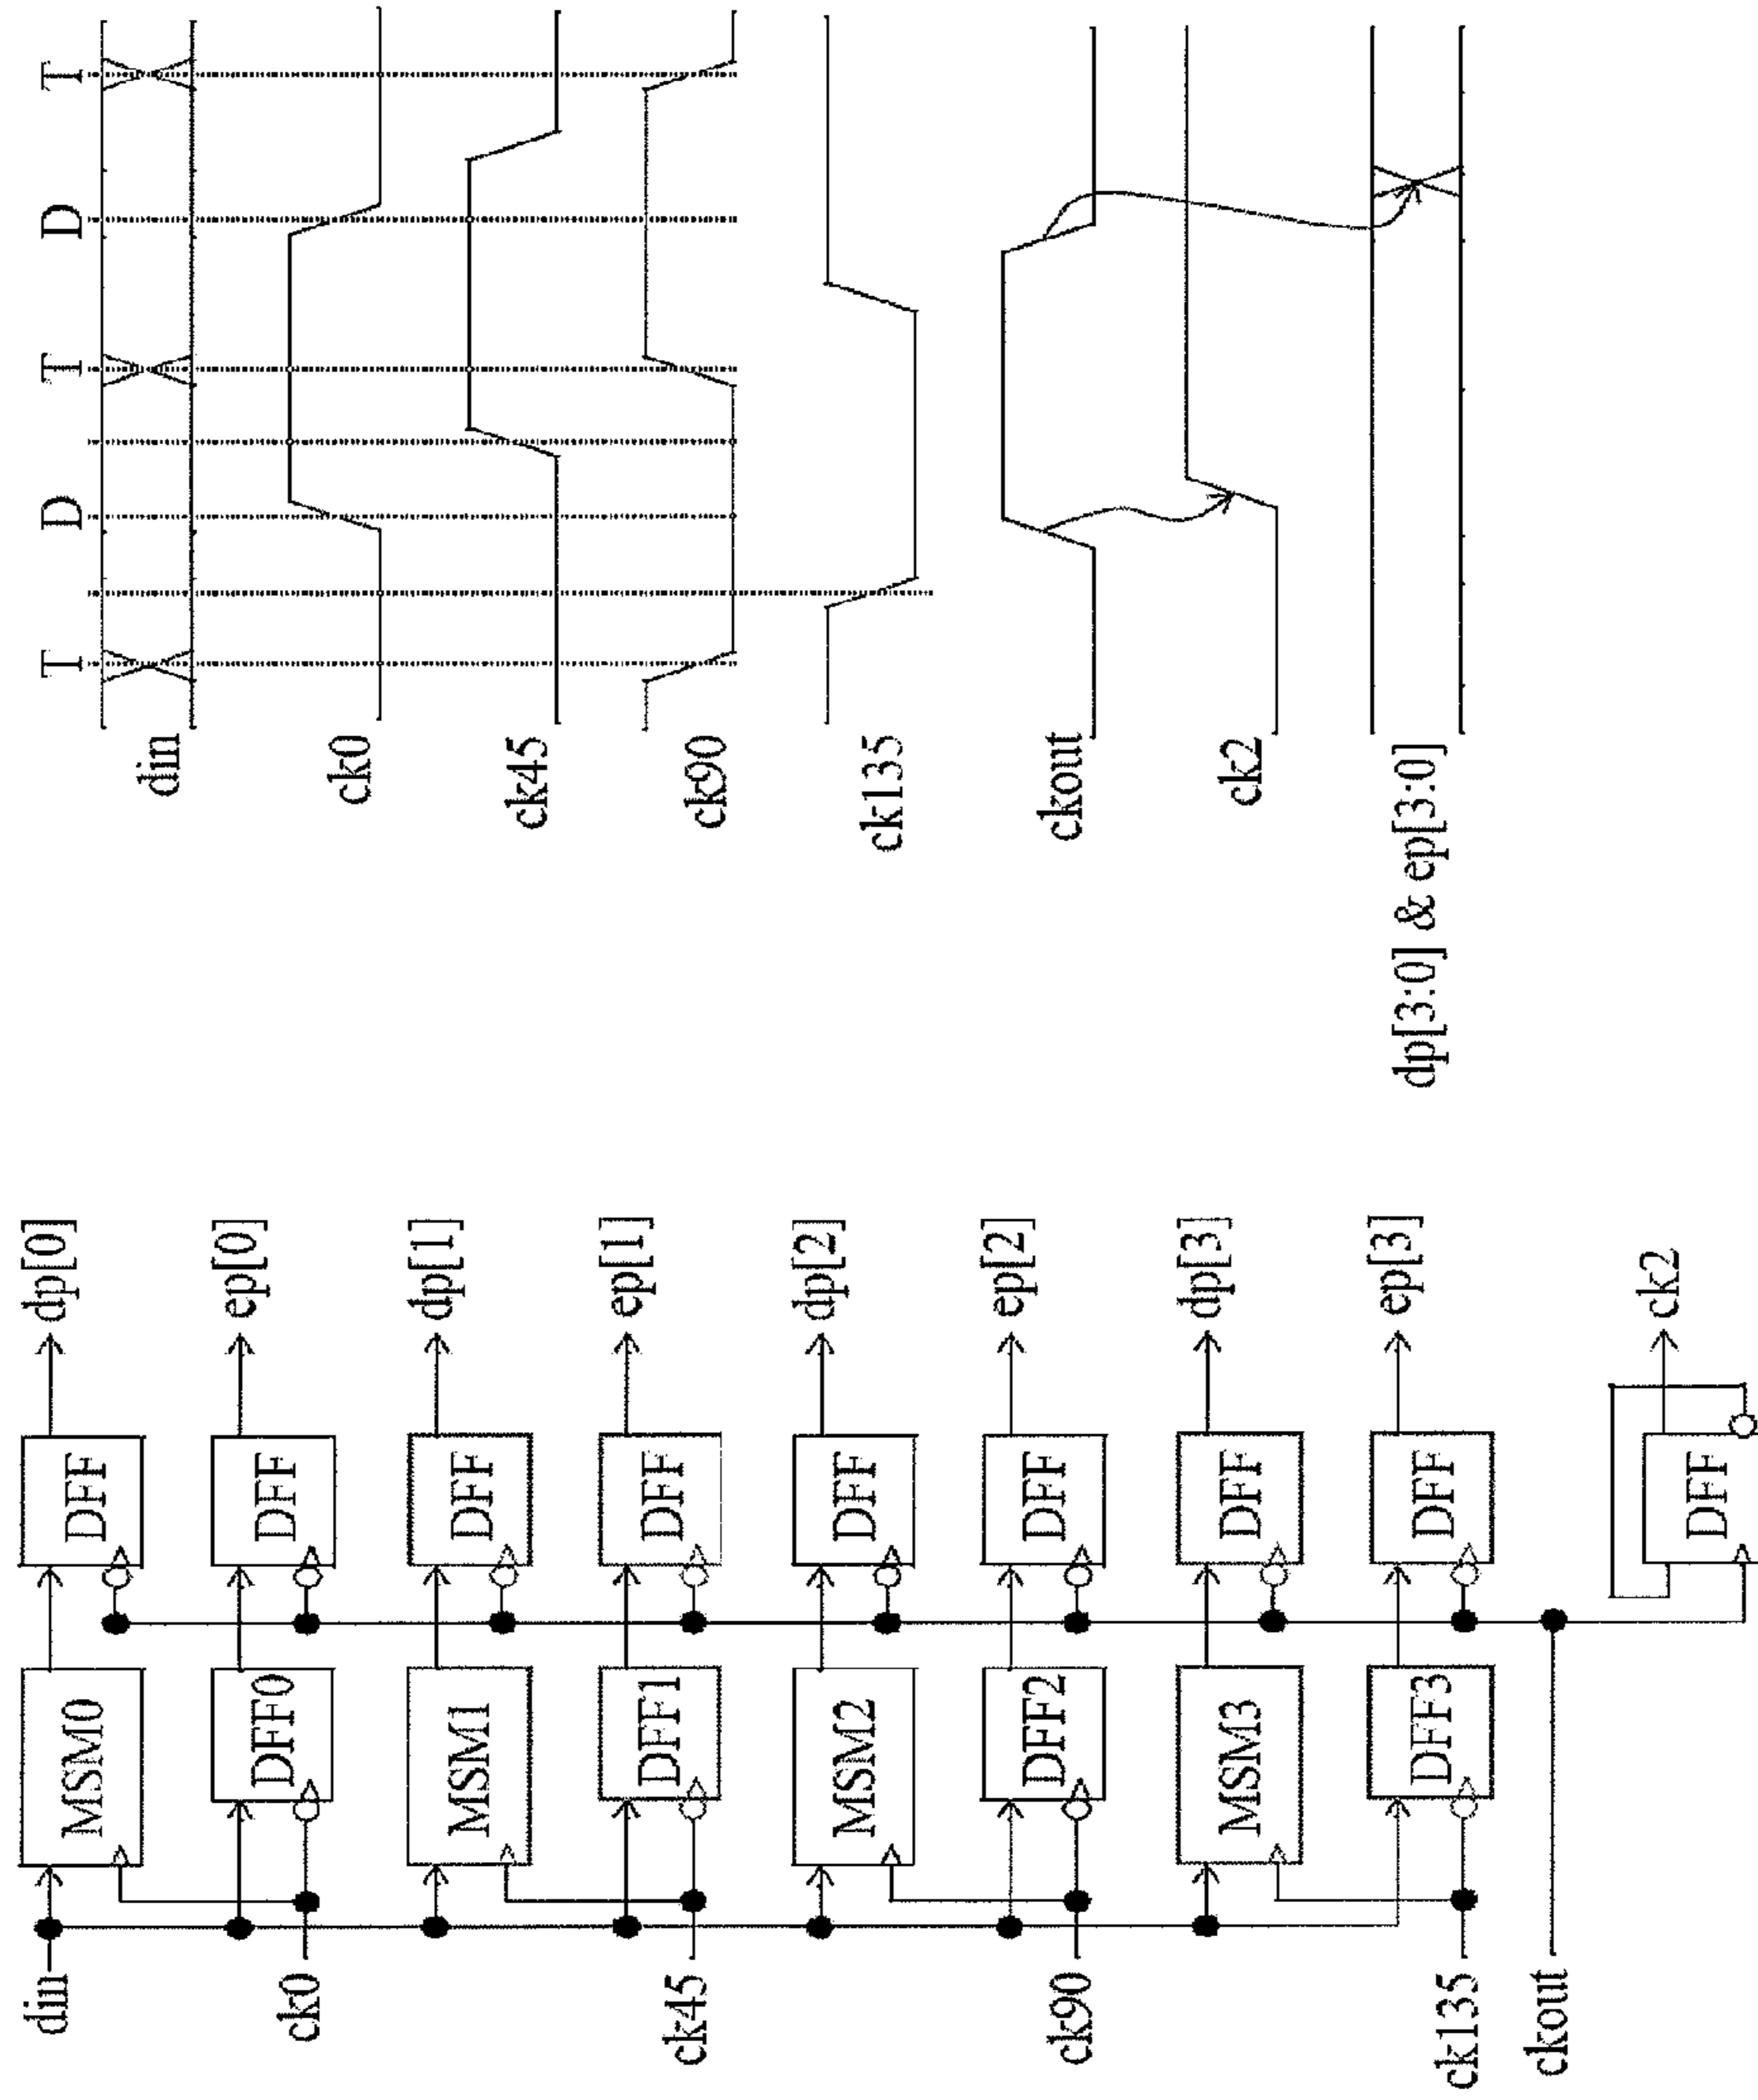 din
ck0
ck45
ck90
ck135
ckout
MSM0
DFF
dp[0]
DFF0
DFF
ep[0]
MSM1
DFF
dp[1]
DFF1
DFF
ep[1]
MSM2
DFF
dp[2]
DFF2
DFF
ep[2]
MSM3
DFF
dp[3]
DFF3
DFF
ep[3]
DFF
ck2
T D T D T
din
ck0
ck45
ck90
ck135
ckout
ck2
dp[3:0] & ep[3:0]